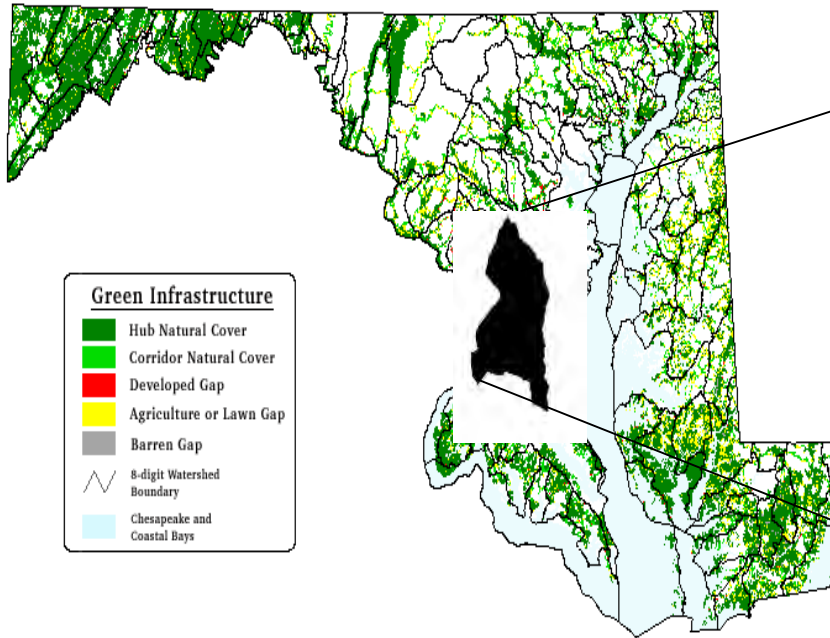 Green Infrastructure
Hub Natural Cover
Corridor Natural Cover
Developed Gap
Agriculture or Lawn Gap
Barren Gap
8-digit Watershed
Boundary
Chesapeake and
Coastal Bays